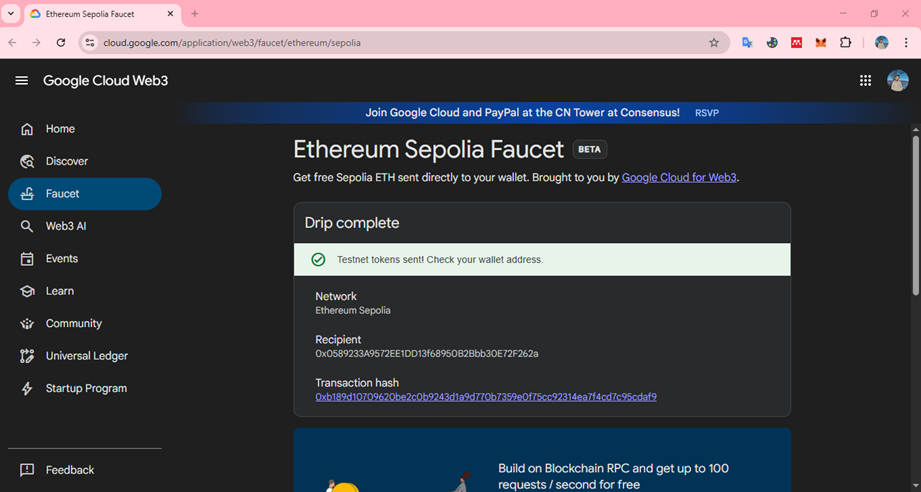 Ethereum Sepolia Faucet
cloud.google.com/application/web3/faucet/ethereum/sepolia
Google Cloud Web3
Join Google Cloud and PayPal at the CN Tower at Consensus! RSVP
Home
Discover
Faucet
Web3 AI
Events
Learn
Community
Universal Ledger
Startup Program
Feedback
Ethereum Sepolia Faucet BETA
Get free Sepolia ETH sent directly to your wallet. Brought to you by Google Cloud for Web3.
Drip complete
Testnet tokens sent! Check your wallet address.
Network
Ethereum Sepolia
Recipient
0x0589233A9572EE1DD13f68950B2Bbb30E72F262a
Transaction hash
0xb189d10709620be2c0b9243d1a9d770b7359e0f75cc92314ea7f4cd7c95cdaf9
Build on Blockchain RPC and get up to 100
requests / second for free